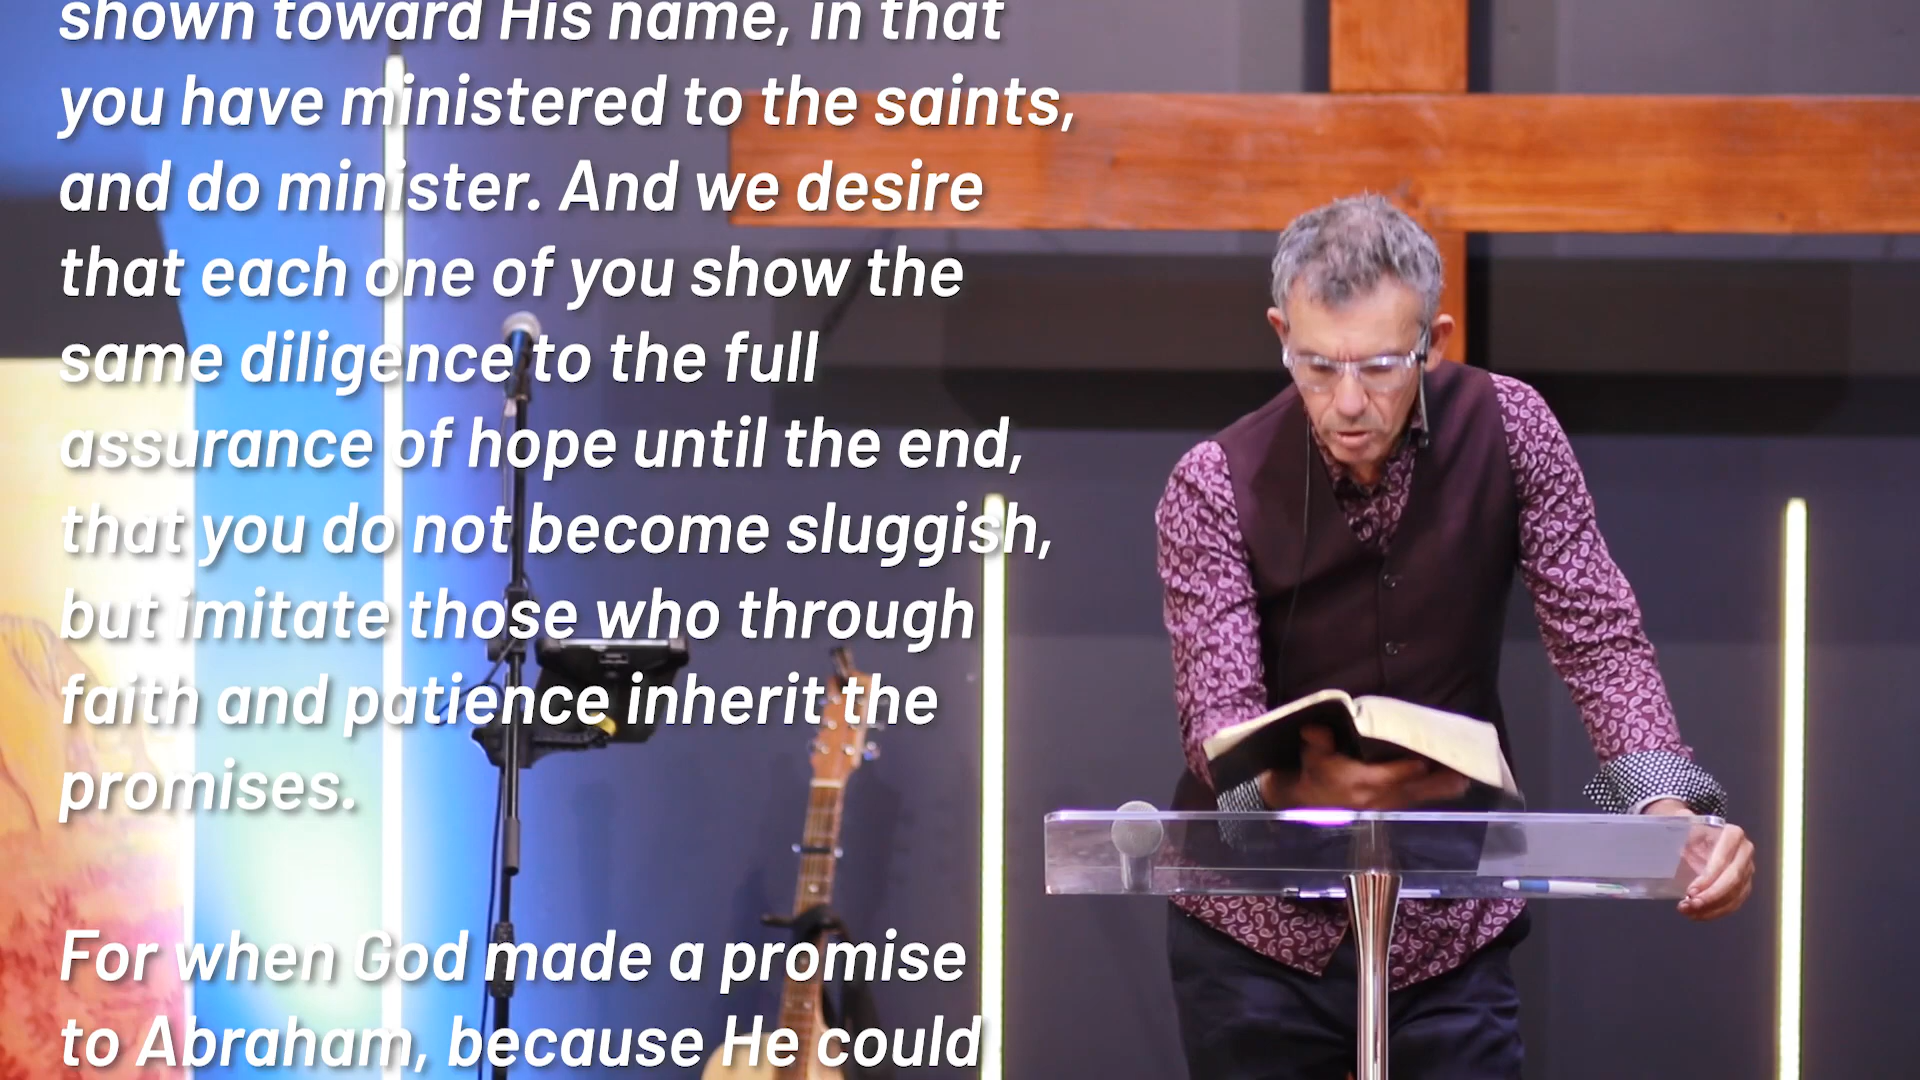 shown toward His name, in that
you have ministered to the saints,
and do minister. And we desire
that each one of you show the
same diligence to the full
assurance of hope until the end,
that you do not become sluggish,
but imitate those who through
faith and patience inherit the
promises.
For when God made a promise
to Abraham, because He could